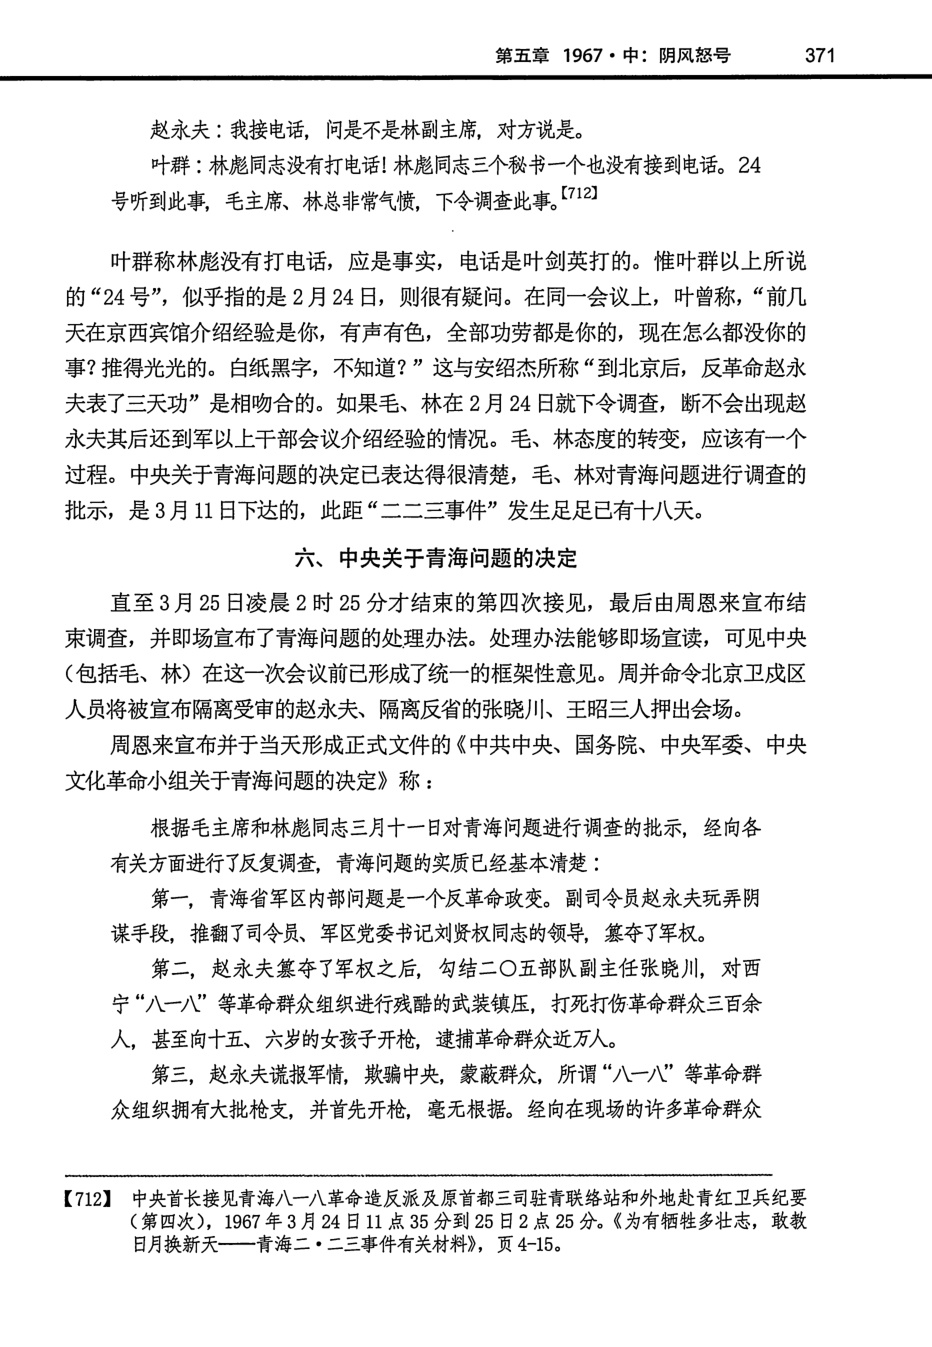 第五章 1967·中：阴风怒号 371
赵永夫：我接电话，问是不是林副主席，对方说是。
叶群：林彪同志没有打电话！林彪同志三个秘书一个也没有接到电话。24
号听到此事，毛主席、林总非常气愤，下令调查此事。【712】
叶群称林彪没有打电话，应是事实，电话是叶剑英打的。惟叶群以上所说
的“24号”，似乎指的是2月24日，则很有疑问。在同一会议上，叶曾称，“前几
天在京西宾馆介绍经验是你，有声有色，全部功劳都是你的，现在怎么都没你的
事？推得光光的。白纸黑字，不知道？”这与安绍杰所称“到北京后，反革命赵永
夫表了三天功”是相吻合的。如果毛、林在2月24日就下令调查，断不会出现赵
永夫其后还到军以上干部会议介绍经验的情况。毛、林态度的转变，应该有一个
过程。中央关于青海问题的决定已表达得很清楚，毛、林对青海问题进行调查的
批示，是3月11日下达的，此距“二二三事件”发生足足已有十八天。
六、中央关于青海问题的决定
直至3月25日凌晨2时25分才结束的第四次接见，最后由周恩来宣布结
束调查，并即场宣布了青海问题的处理办法。处理办法能够即场宣读，可见中央
（包括毛、林）在这一次会议前已形成了统一的框架性意见。周并命令北京卫戍区
人员将被宣布隔离受审的赵永夫、隔离反省的张晓川、王昭三人押出会场。
周恩来宣布并于当天形成正式文件的《中共中央、国务院、中央军委、中央
文化革命小组关于青海问题的决定》称：
根据毛主席和林彪同志三月十一日对青海问题进行调查的批示，经向各
有关方面进行了反复调查，青海问题的实质已经基本清楚：
第一，青海省军区内部问题是一个反革命政变。副司令员赵永夫玩弄阴
谋手段，推翻了司令员、军区党委书记刘贤权同志的领导，篡夺了军权。
第二，赵永夫篡夺了军权之后，勾结二〇五部队副主任张晓川，对西
宁“八一八”等革命群众组织进行残酷的武装镇压，打死打伤革命群众三百余
人，甚至向十五、六岁的女孩子开枪，逮捕革命群众近万人。
第三，赵永夫谎报军情，欺骗中央，蒙蔽群众，所谓“八一八”等革命群
众组织拥有大批枪支，并首先开枪，毫无根据。经向在现场的许多革命群众
【712】 中央首长接见青海八一八革命造反派及原首都三司驻青联络站和外地赴青红卫兵纪要
（第四次），1967年3月24日11点35分到25日2点25分。《为有牺牲多壮志，敢教
日月换新天——青海二·二三事件有关材料》，页4-15。